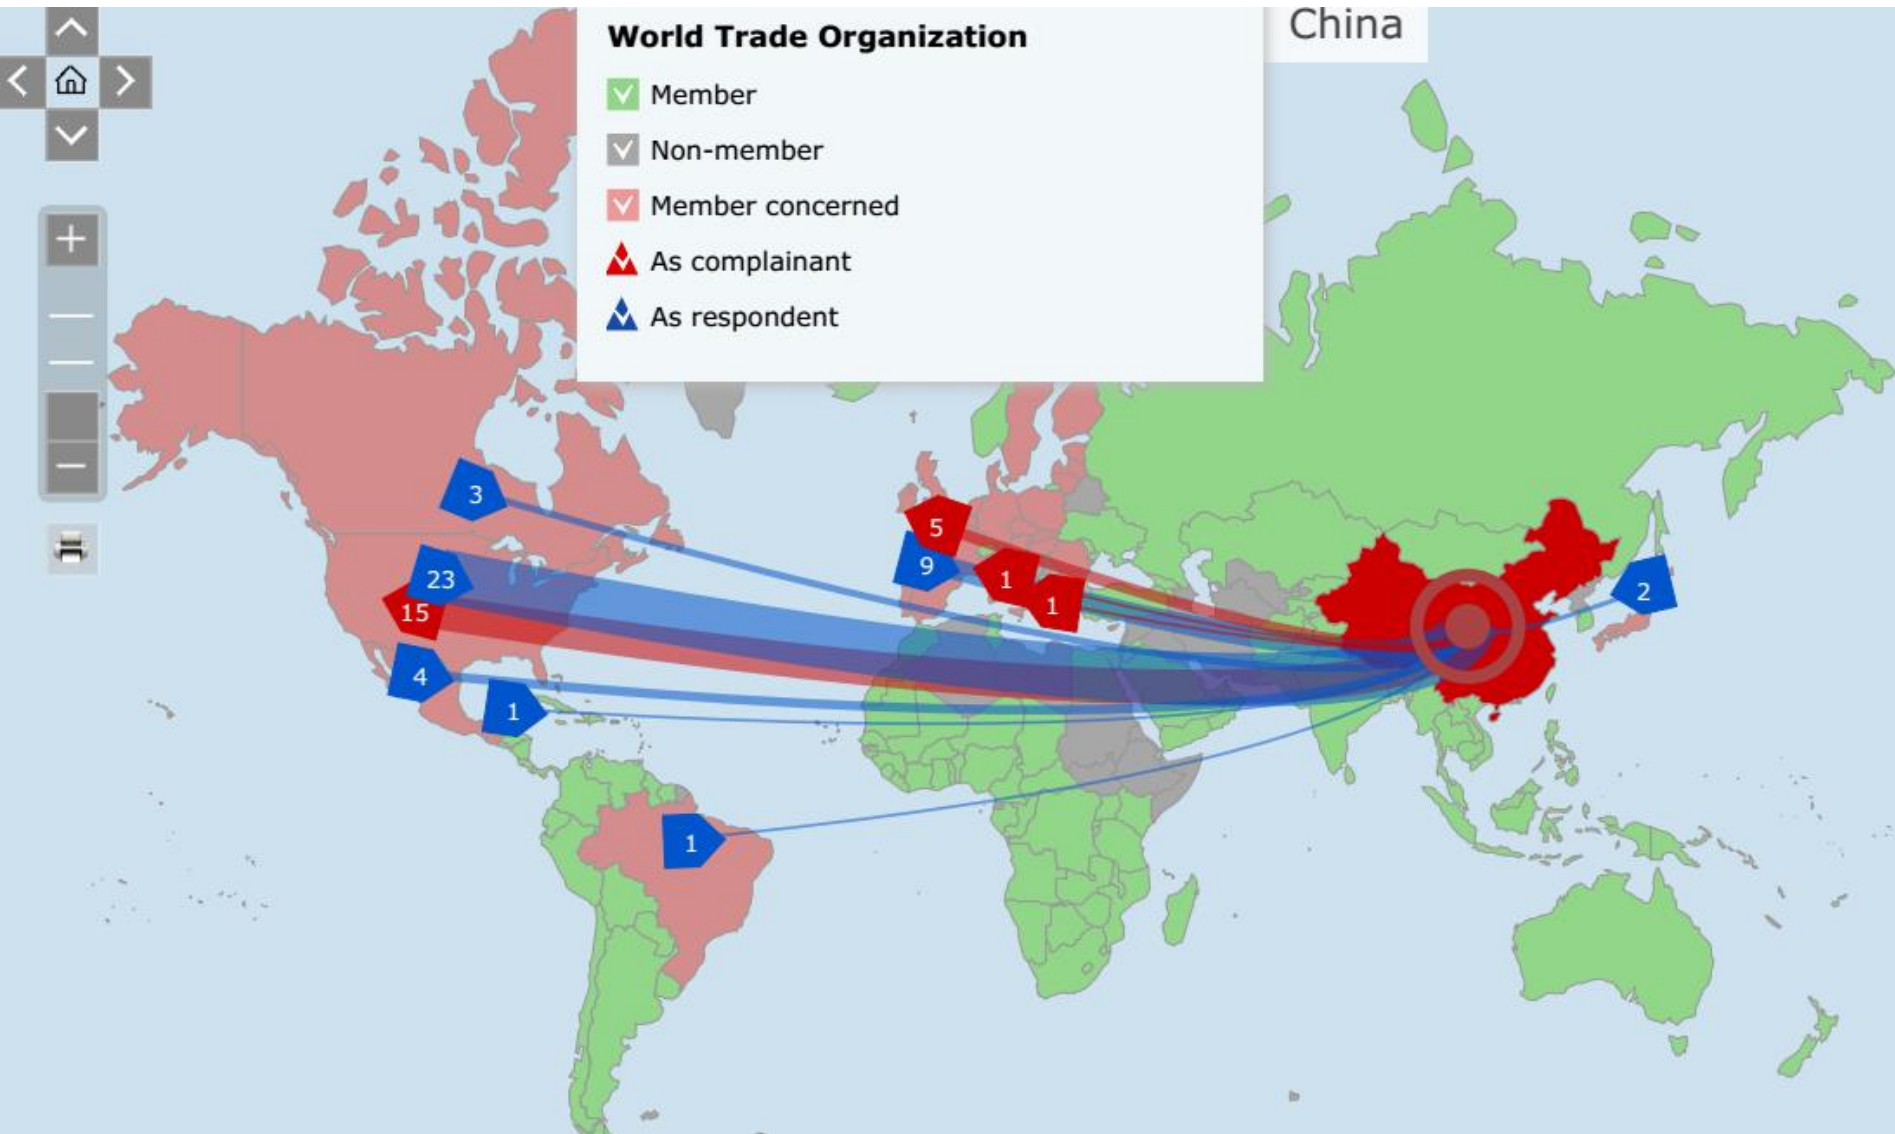 World Trade Organization
China
Member
Non-member
Member concerned
As complainant
As respondent
3
5
23
9
1
1
2
15
4
1
1